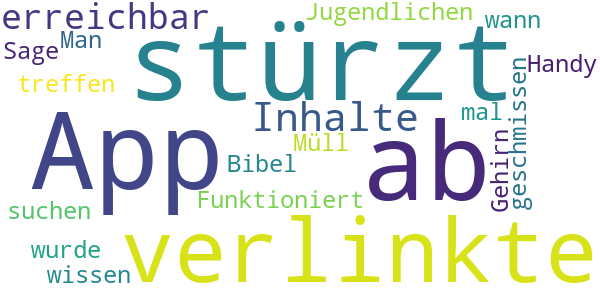 erreichbar
Jugendlichen
wann
stürzt
Sage
Man
Handy
treffen
geschmissen
App
Inhalte
mal
ab
Müll
Gehirn
Bibel
Funktioniert
suchen
verlinkte
wurde
wissen